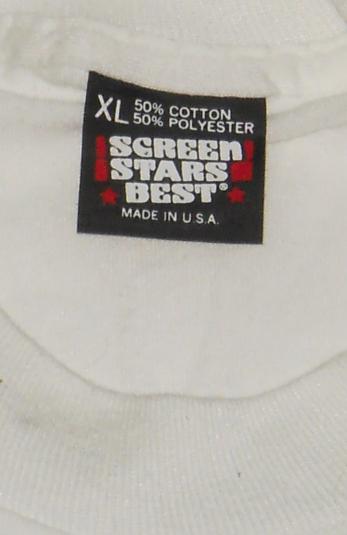 XL 50% COTTON
50% POLYESTER
SCREEN
STARS
BEST®
MADE IN U.S.A.